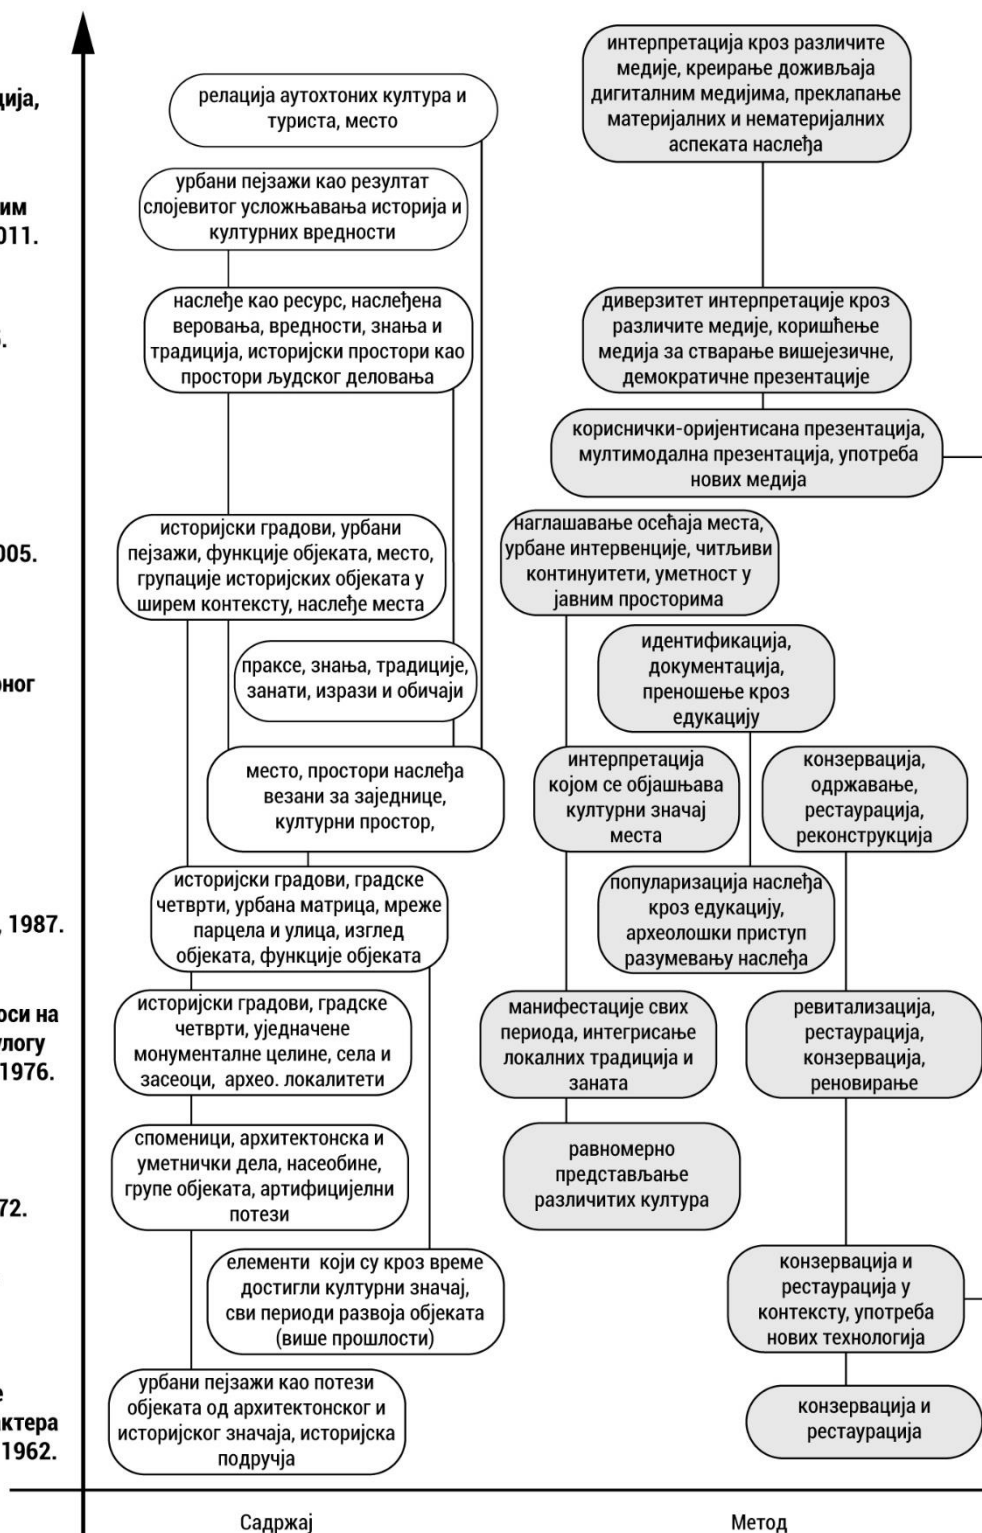 ција,
им
011.
5.
005.
рног
, 1987.
оси на
улогу
1976.
72.
е
актера
1962.
релација аутохтоних култура и
туриста, место
урбани пејзажи као резултат
слојевитог усложњавања историја и
културних вредности
наслеђе као ресурс, наслеђена
веровања, вредности, знања и
традиција, историјски простори као
простори људског деловања
историјски градови, урбани
пејзажи, функције објеката, место,
групације историјских објеката у
ширем контексту, наслеђе места
праксе, знања, традиције,
занати, изрази и обичаји
место, простори наслеђа
везани за заједнице,
културни простор,
историјски градови, градске
четврти, урбана матрица, мреже
парцела и улица, изглед
објеката, функције објеката
историјски градови, градске
четврти, уједначене
монументалне целине, села и
засеоци, архео. локалитети
споменици, архитектонска и
уметнички дела, насеобине,
групе објеката, артифицијелни
потези
елементи који су кроз време
достигли културни значај,
сви периоди развоја објеката
(више прошлости)
урбани пејзажи као потези
објеката од архитектонског и
историјског значаја, историјска
подручја
интерпретација кроз различите
медије, креирање доживљаја
дигиталним медијима, преклапање
материјалних и нематеријалних
аспеката наслеђа
диверзитет интерпретације кроз
различите медије, коришћење
медија за стварање вишејезичне,
демократичне презентације
кориснички-оријентисана презентација,
мултимодална презентација, употреба
нових медија
наглашавање осећаја места,
урбане интервенције, читљиви
континуитети, уметност у
јавним просторима
идентификација,
документација,
преношење кроз
едукацију
интерпретација
којом се објашњава
културни значај
места
конзервација,
одржавање,
рестаурација,
реконструкција
популаризација наслеђа
кроз едукацију,
археолошки приступ
разумевању наслеђа
манифестације свих
периода, интегрисање
локалних традиција и
заната
ревитализација,
рестаурација,
конзервација,
реновирање
равномерно
представљање
различитих култура
конзервација и
рестаурација у
контексту, употреба
нових технологија
конзервација и
рестаурација
Садржај
Метод